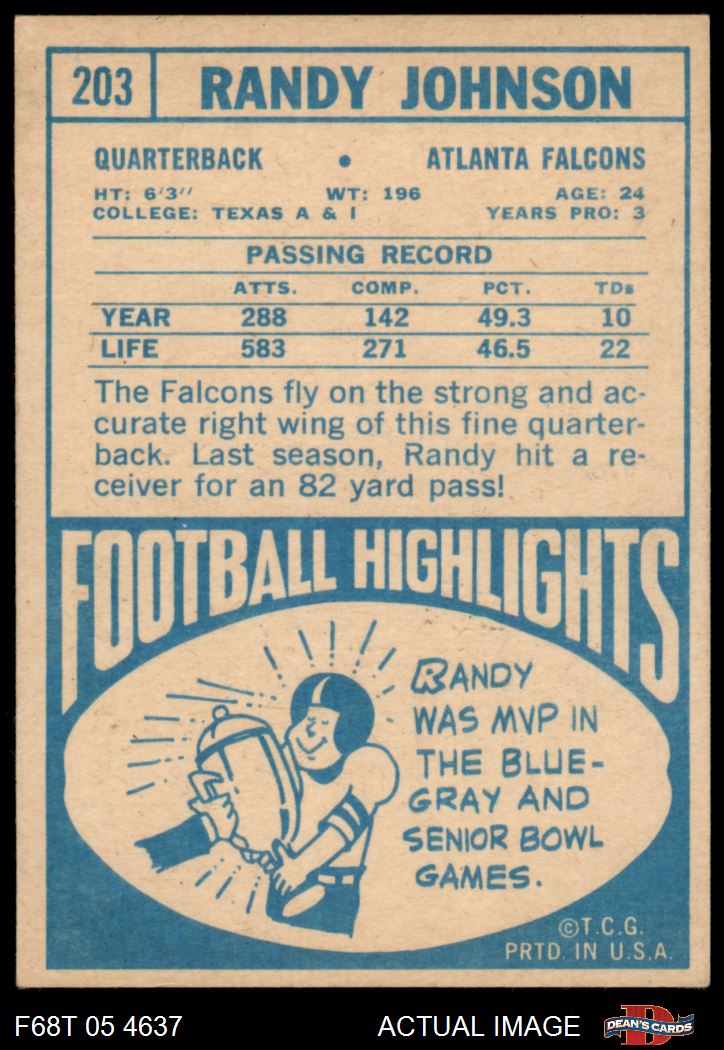 203 RANDY JOHNSON
QUARTERBACK • ATLANTA FALCONS
HT: 6'3'' WT: 196 AGE: 24
COLLEGE: TEXAS A & I YEARS PRO: 3
PASSING RECORD
ATTS. COMP. PCT. TDs
YEAR 288 142 49.3 10
LIFE 583 271 46.5 22
The Falcons fly on the strong and ac-
curate right wing of this fine quarter-
back. Last season, Randy hit a re-
ceiver for an 82 yard pass!
FOOTBALL HIGHLIGHTS
RANDY
WAS MVP IN
THE BLUE-
GRAY AND
SENIOR BOWL
GAMES.
©T.C.G.
PRTD. IN U.S.A.
F68T 05 4637 ACTUAL IMAGE D DEAN'S CARDS